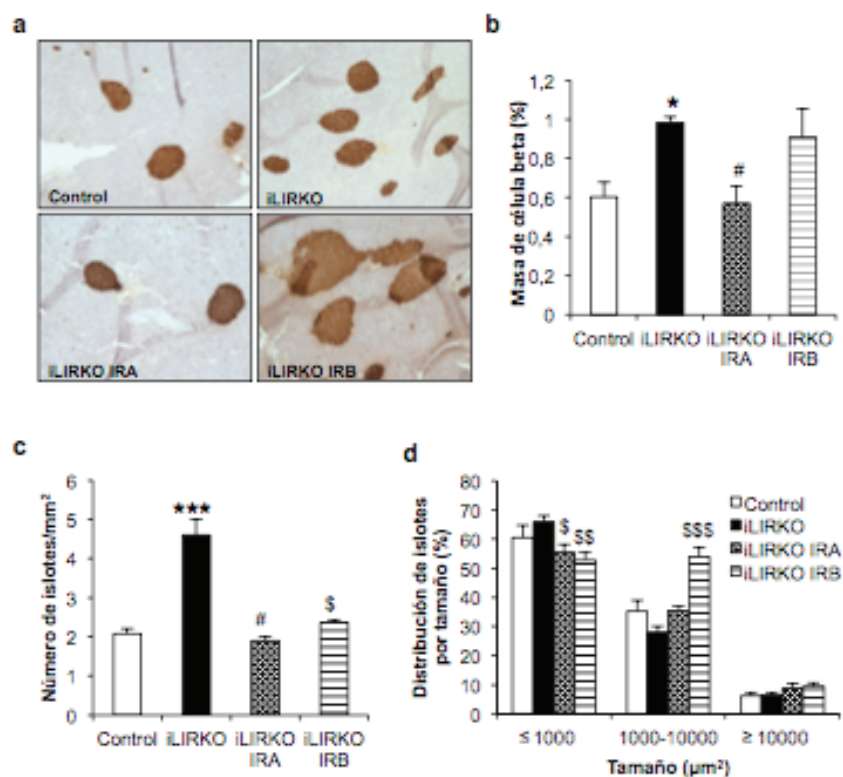 a
Control
iLIRKO
iLIRKO IRA
iLIRKO IRB
b
Masa de célula beta (%)
1,2
1
0,8
0,6
0,4
0,2
0
*
#
Control iLIRKO iLIRKO iLIRKO
IRA IRB
c
Número de islotes/mm²
6
5
4
3
2
1
0
***
#
$
Control iLIRKO iLIRKO iLIRKO
IRA IRB
d
Distribución de islotes
por tamaño (%)
80
70
60
50
40
30
20
10
0
$
$$
$$$
Control
iLIRKO
iLIRKO IRA
iLIRKO IRB
≤ 1000 1000-10000 ≥ 10000
Tamaño (µm²)